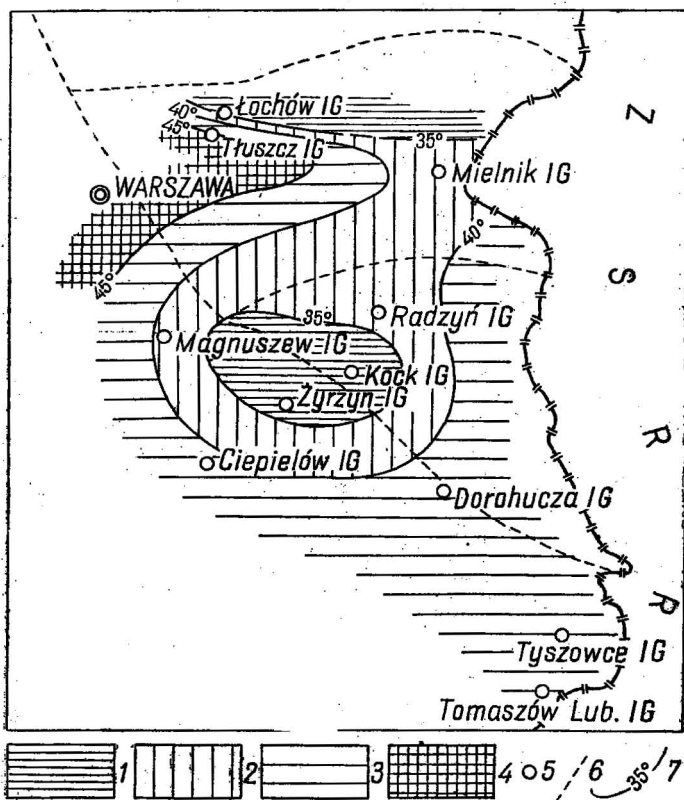 40°
Łochów IG
45°
Tłuszcz IG
35°
Mielnik IG
WARSZAWA
Z
S
R
R
40°
45°
35°
Radzyń IG
Magnuszew IG
Kock IG
Żyrzyn IG
Ciepielów IG
Dorohucza IG
Tyszowce IG
Tomaszów Lub. IG
1 2 3 4 5 6 35° 7